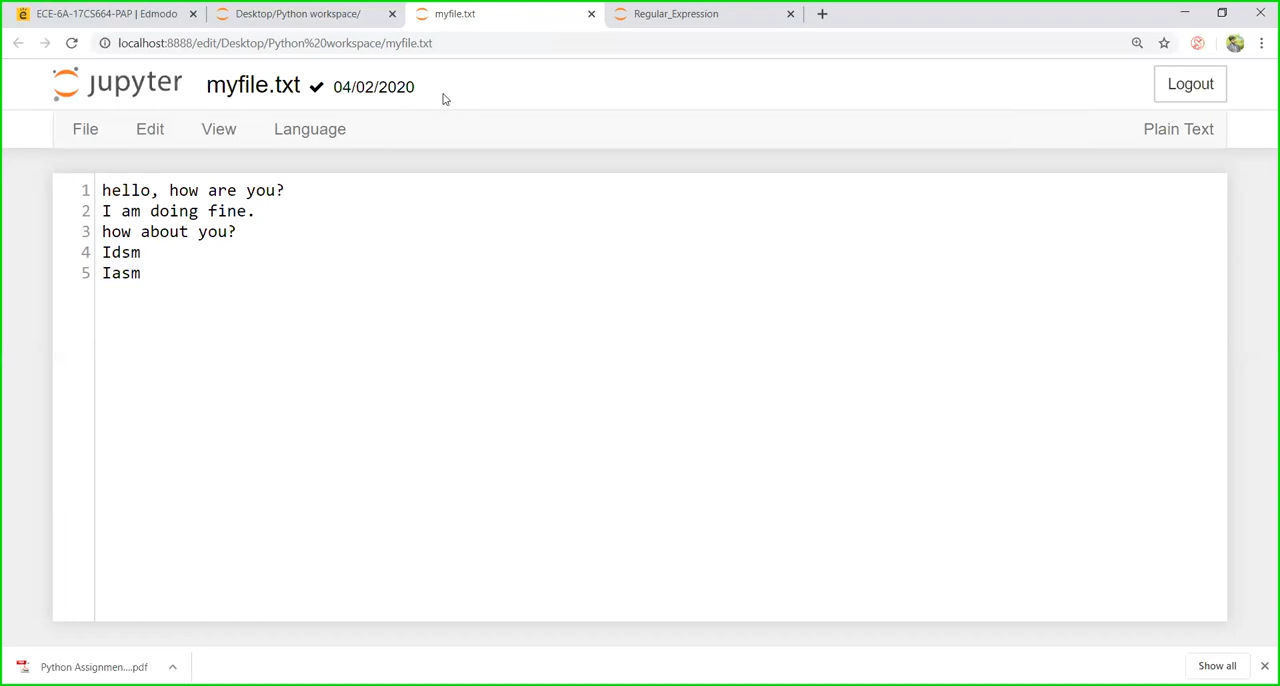 ECE-6A-17CS664-PAP | Edmodo
Desktop/Python workspace/
myfile.txt
Regular_Expression
localhost:8888/edit/Desktop/Python%20workspace/myfile.txt
jupyter myfile.txt 04/02/2020
Logout
File Edit View Language
Plain Text
1 hello, how are you?
2 I am doing fine.
3 how about you?
4 Idsm
5 Iasm
Python Assignmen....pdf
Show all